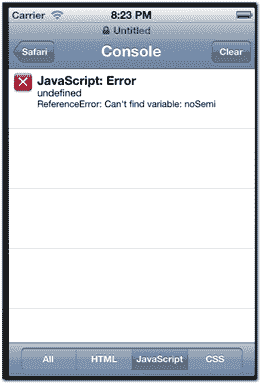 Carrier 8:23 PM
Untitled
Safari Console Clear
JavaScript: Error
undefined
ReferenceError: Can't find variable: noSemi
All HTML JavaScript CSS